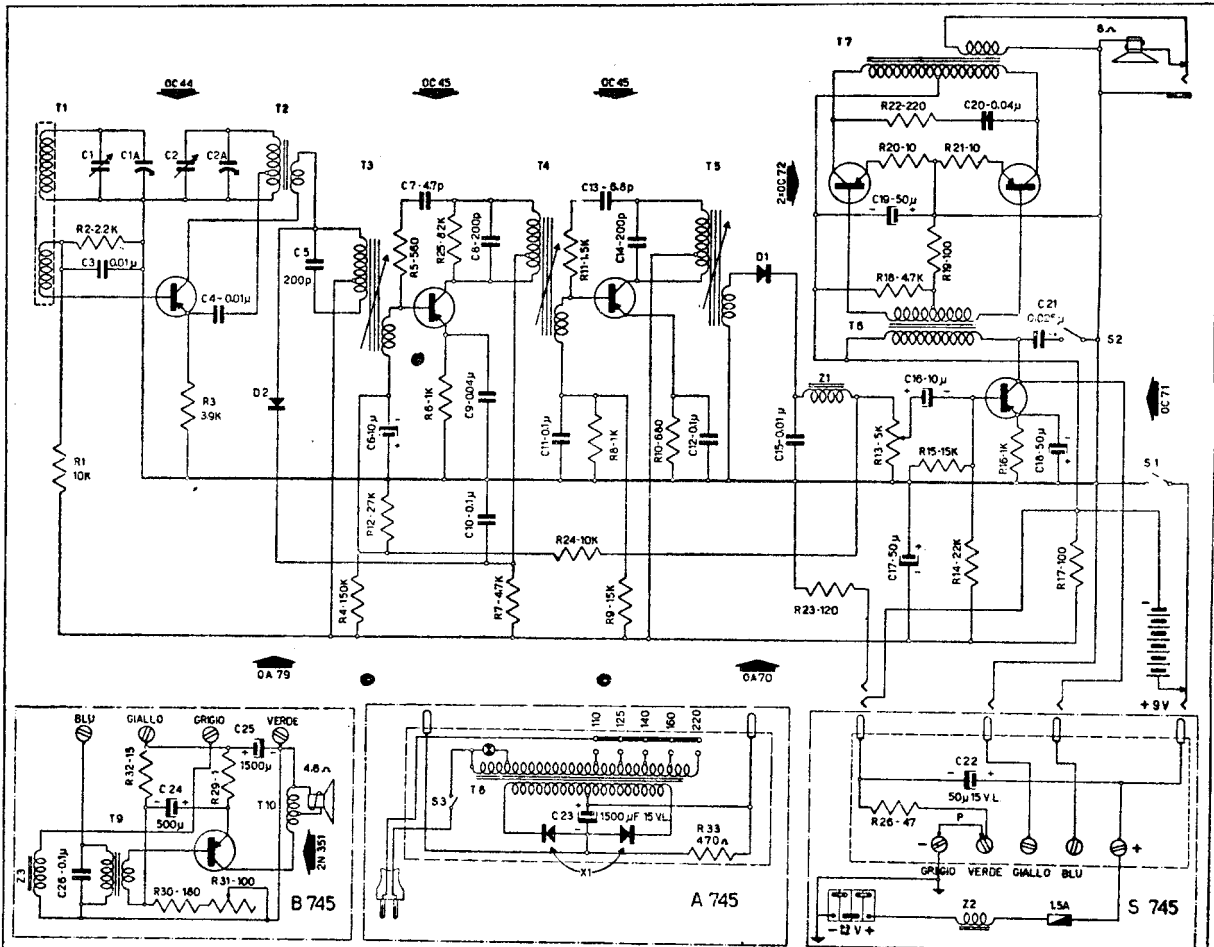 T7
8Ω
OC44
OC45
OC45
T1
T2
R22-220
C20-0.04µ
C1
C1A
C2
C2A
T3
T4
T5
R20-10
R21-10
C7-4.7p
C13-6.8p
2×OC72
C19-50µ
R2-2.2K
C3
0.01µ
C5
200p
R5-560
R25-82K
C8-200p
R11-1.5K
C14-200p
D1
R19-100
R18-4.7K
C4-0.01µ
C21
0.025µ
T6
S2
D2
Z1
C16-10µ
OC71
R3
3.9K
C6-10µ
R6-1K
C9-0.04µ
C11-0.1µ
R8-1K
R10-680
C12-0.1µ
C15-0.01µ
R13-5K
R15-15K
R16-1K
C18-50µ
R1
10K
S1
R12-27K
C10-0.1µ
R24-10K
C17-50µ
R14-22K
R17-100
R4-150K
R7-4.7K
R9-15K
R23-120
OA79
OA70
+9V
BLU
GIALLO
GRIGIO
VERDE
C25
1500µ
R32-15
R29-1
C24
500µ
4.6Ω
T10
T9
Z3
C26-0.1µ
2N351
R30-180
R31-100
B 745
110
125
140
160
220
S3
T8
C23
1500µF 15 V.L.
R33
470Ω
X1
A 745
C22
50µ 15 V.L.
R26-47
P
-
+
GRIGIO
VERDE
GIALLO
BLU
Z2
1.5A
- 12 V +
S 745